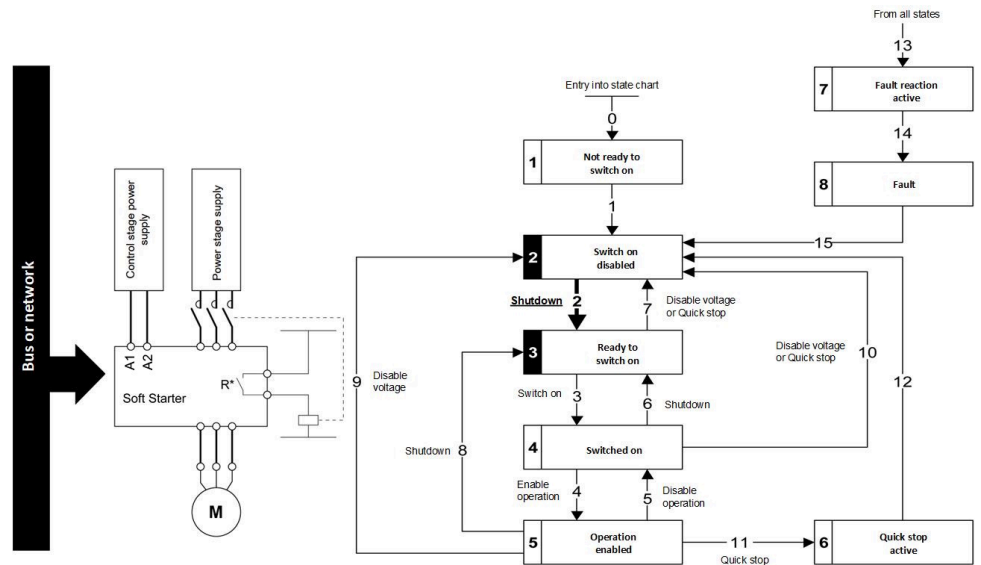 Bus or network
Control stage power
supply
Power stage supply
A1
A2
R*
Soft Starter
M
From all states
13
7
Fault reaction
active
14
8
Fault
15
Entry into state chart
0
1
Not ready to
switch on
1
2
Switch on
disabled
Shutdown
2
7
Disable voltage
or Quick stop
3
Ready to
switch on
Switch on
3
6
Shutdown
4
Switched on
Enable
operation
4
5
Disable
operation
5
Operation
enabled
11
Quick stop
6
Quick stop
active
9
Disable
voltage
Shutdown
8
Disable voltage
or Quick stop
10
12